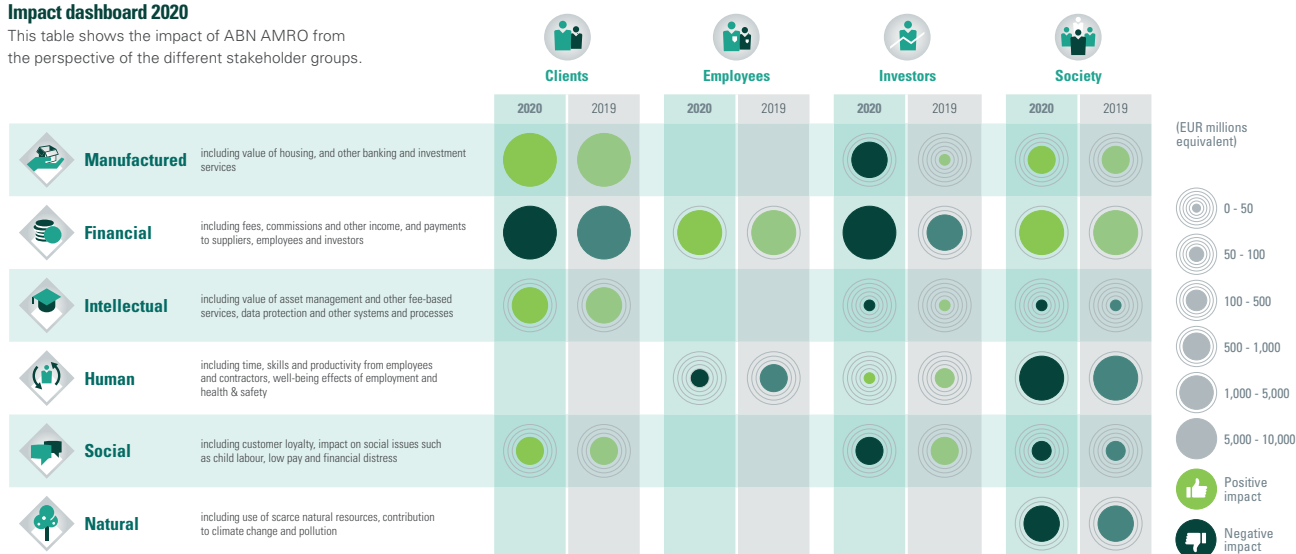 Impact dashboard 2020
This table shows the impact of ABN AMRO from
the perspective of the different stakeholder groups.
Clients
Employees
Investors
Society
2020
2019
2020
2019
2020
2019
2020
2019
(EUR millions
equivalent)
Manufactured
including value of housing, and other banking and investment
services
Financial
including fees, commissions and other income, and payments
to suppliers, employees and investors
Intellectual
including value of asset management and other fee-based
services, data protection and other systems and processes
Human
including time, skills and productivity from employees
and contractors, well-being effects of employment and
health & safety
Social
including customer loyalty, impact on social issues such
as child labour, low pay and financial distress
Natural
including use of scarce natural resources, contribution
to climate change and pollution
0 - 50
50 - 100
100 - 500
500 - 1,000
1,000 - 5,000
5,000 - 10,000
Positive
impact
Negative
impact